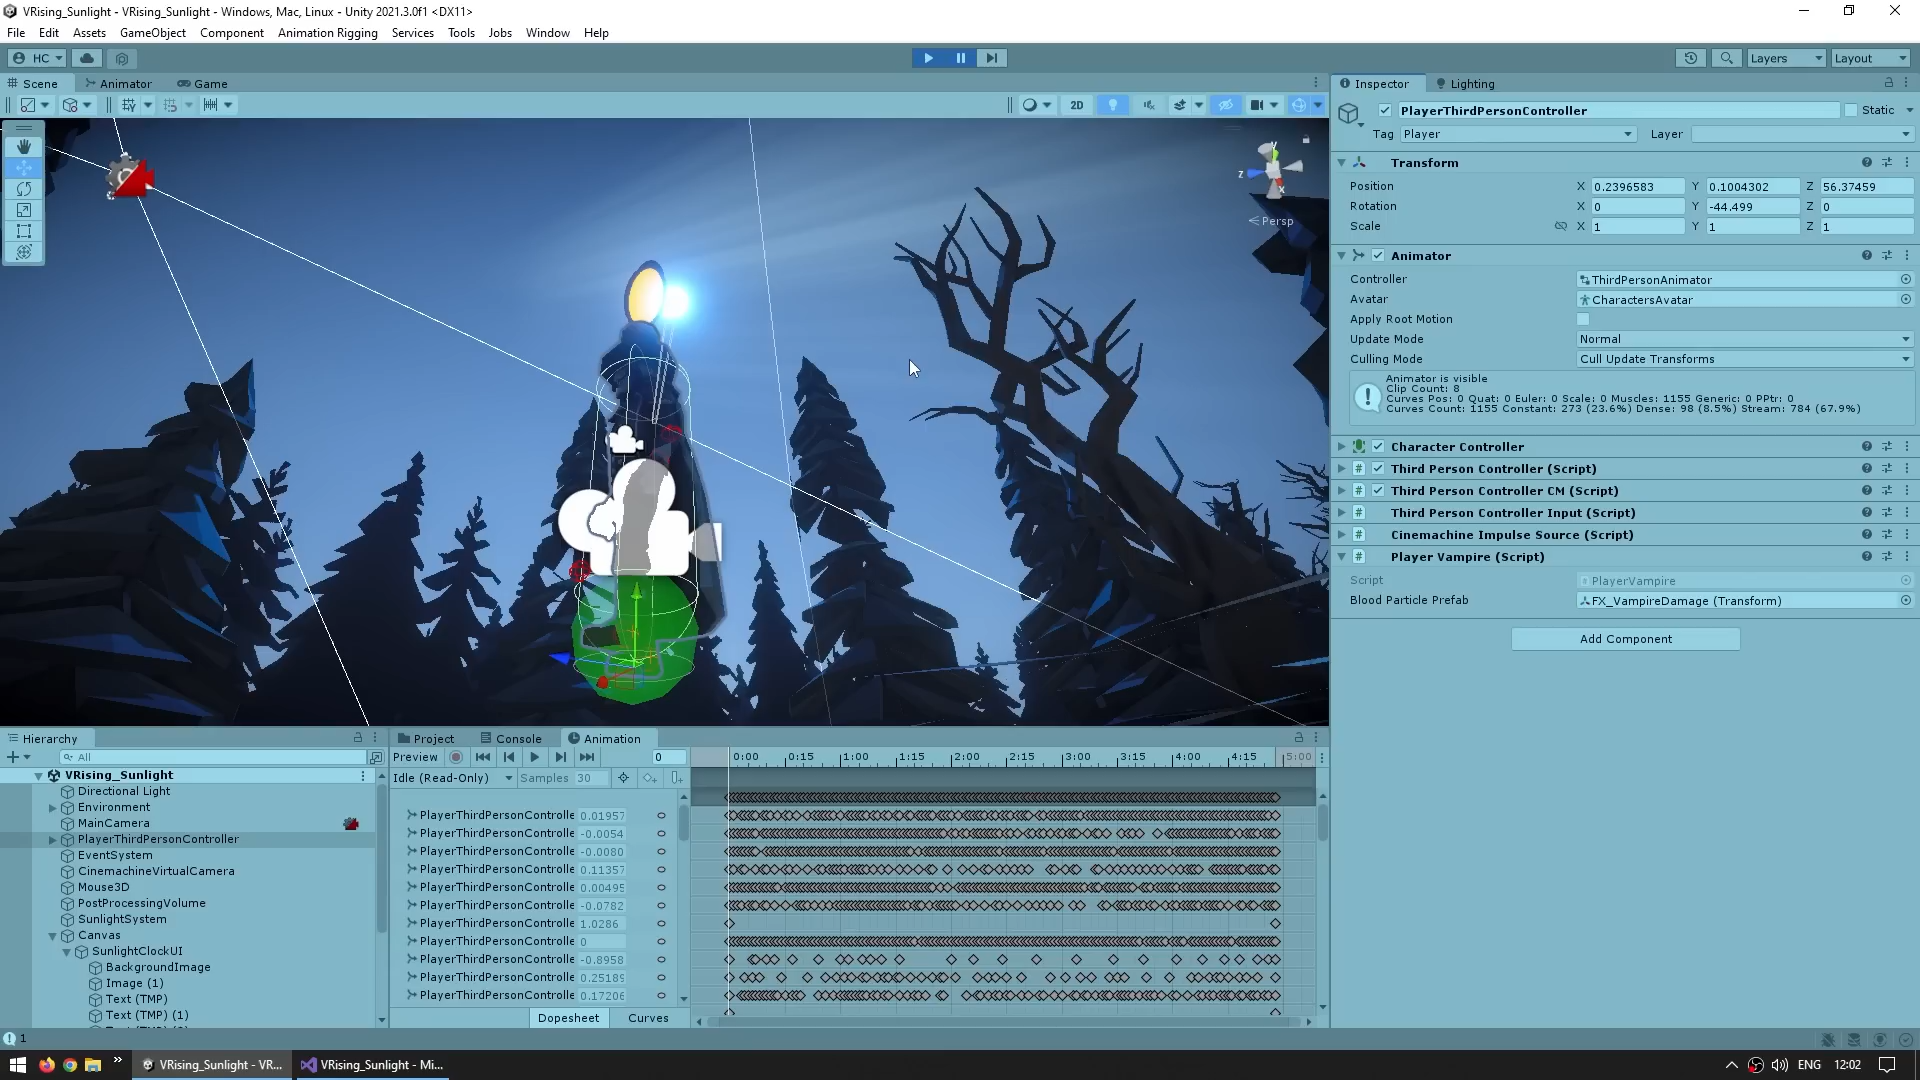 VRising_Sunlight - VRising_Sunlight - Windows, Mac, Linux - Unity 2021.3.0f1 <DX11>
File Edit Assets GameObject Component Animation Rigging Services Tools Jobs Window Help
HC Layers Layout
Scene Animator Game Inspector Lighting
2D
PlayerThirdPersonController Static
Tag Player Layer
Transform
Position X 0.2396583 Y 0.1004302 Z 56.37459
Rotation X 0 Y -44.499 Z 0
Scale X 1 Y 1 Z 1
y
z
x
Persp
Animator
Controller ThirdPersonAnimator
Avatar CharactersAvatar
Apply Root Motion
Update Mode Normal
Culling Mode Cull Update Transforms
Animator is visible
Clip Count: 8
Curves Pos: 0 Quat: 0 Euler: 0 Scale: 0 Muscles: 1155 Generic: 0 PPtr: 0
Curves Count: 1155 Constant: 273 (23.6%) Dense: 98 (8.5%) Stream: 784 (67.9%)
Character Controller
Third Person Controller (Script)
Third Person Controller CM (Script)
Third Person Controller Input (Script)
Cinemachine Impulse Source (Script)
Player Vampire (Script)
Script PlayerVampire
Blood Particle Prefab FX_VampireDamage (Transform)
Add Component
Hierarchy
All
VRising_Sunlight
Directional Light
Environment
MainCamera
PlayerThirdPersonController
EventSystem
CinemachineVirtualCamera
Mouse3D
PostProcessingVolume
SunlightSystem
Canvas
SunlightClockUI
BackgroundImage
Image (1)
Text (TMP)
Text (TMP) (1)
Project Console Animation
Preview 0 0:00 0:15 1:00 1:15 2:00 2:15 3:00 3:15 4:00 4:15 5:00
Idle (Read-Only) Samples 30
PlayerThirdPersonControlle 0.01957
PlayerThirdPersonControlle -0.0054
PlayerThirdPersonControlle -0.0080
PlayerThirdPersonControlle 0.11357
PlayerThirdPersonControlle 0.00495
PlayerThirdPersonControlle -0.0782
PlayerThirdPersonControlle 1.0286
PlayerThirdPersonControlle 0
PlayerThirdPersonControlle -0.8958
PlayerThirdPersonControlle 0.25189
PlayerThirdPersonControlle 0.17206
Dopesheet Curves
1
VRising_Sunlight - VR... VRising_Sunlight - Mi... ENG 12:02